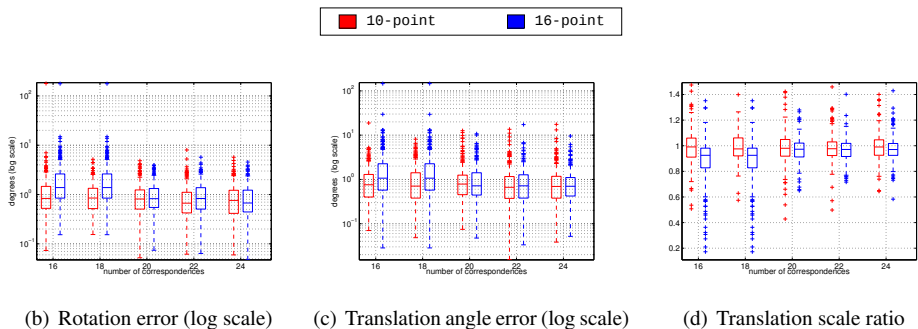 10-point 16-point
degrees (log scale)
10²
10¹
10⁰
10⁻¹
16 18 20 22 24
number of correspondences
(b) Rotation error (log scale)
degrees (log scale)
10²
10¹
10⁰
10⁻¹
16 18 20 22 24
number of correspondences
(c) Translation angle error (log scale)
1.4
1.2
1
0.8
0.6
0.4
0.2
16 18 20 22 24
number of correspondences
(d) Translation scale ratio